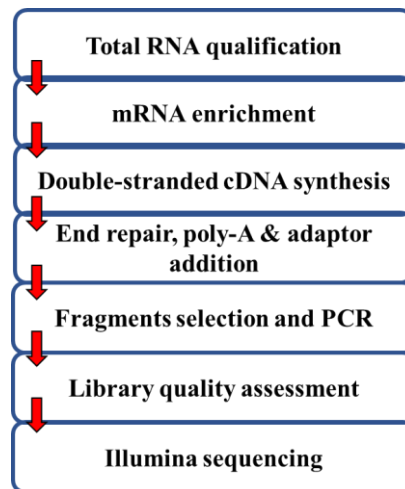 Total RNA qualification
mRNA enrichment
Double-stranded cDNA synthesis
End repair, poly-A & adaptor
addition
Fragments selection and PCR
Library quality assessment
Illumina sequencing